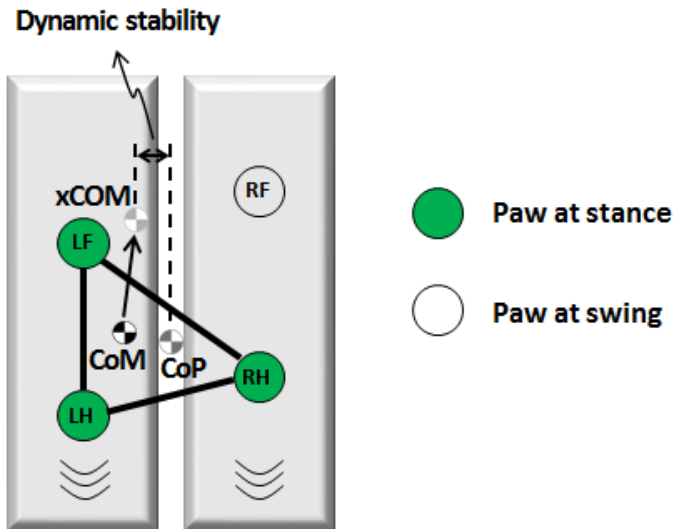 Dynamic stability
RF
xCOM
LF
CoM
CoP
RH
LH
Paw at stance
Paw at swing